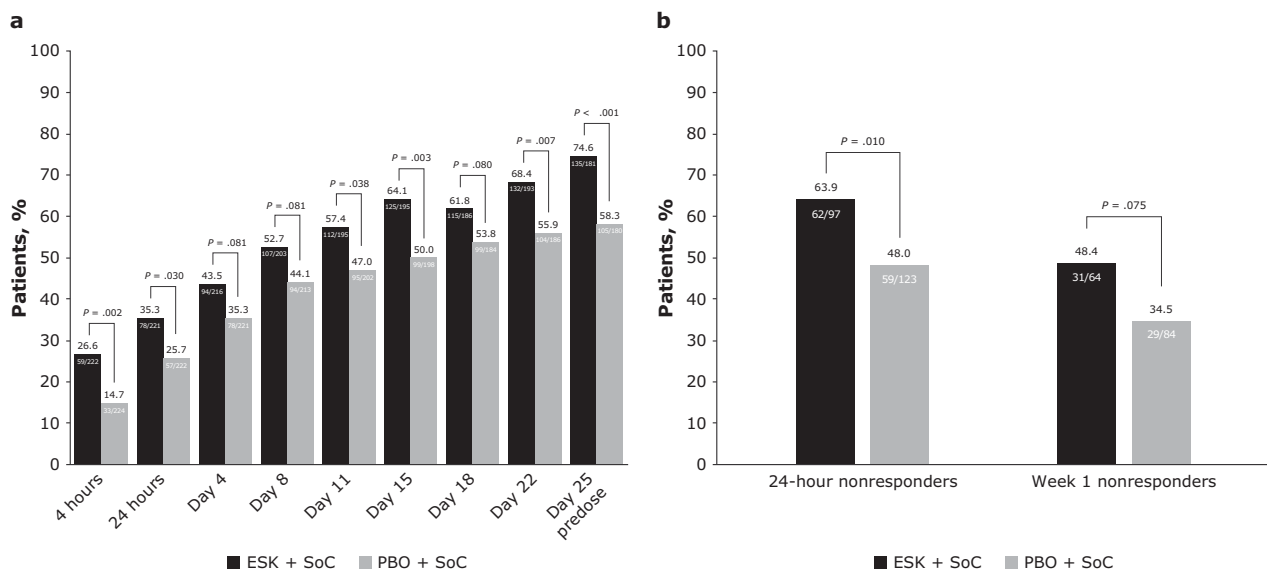 a
100
90
80
70
60
50
40
30
20
10
0
Patients, %
P = .002
26.6
59/222
14.7
33/224
4 hours
P = .030
35.3
78/221
25.7
57/222
24 hours
P = .081
43.5
94/216
35.3
78/221
Day 4
P = .081
52.7
107/203
44.1
94/213
Day 8
P = .038
57.4
112/195
47.0
95/202
Day 11
P = .003
64.1
125/195
50.0
99/198
Day 15
P = .080
61.8
115/186
53.8
99/184
Day 18
P = .007
68.4
132/193
55.9
104/186
Day 22
P < .001
74.6
135/181
58.3
105/180
Day 25
predose
ESK + SoC PBO + SoC
b
100
90
80
70
60
50
40
30
20
10
0
Patients, %
P = .010
63.9
62/97
48.0
59/123
24-hour nonresponders
P = .075
48.4
31/64
34.5
29/84
Week 1 nonresponders
ESK + SoC PBO + SoC